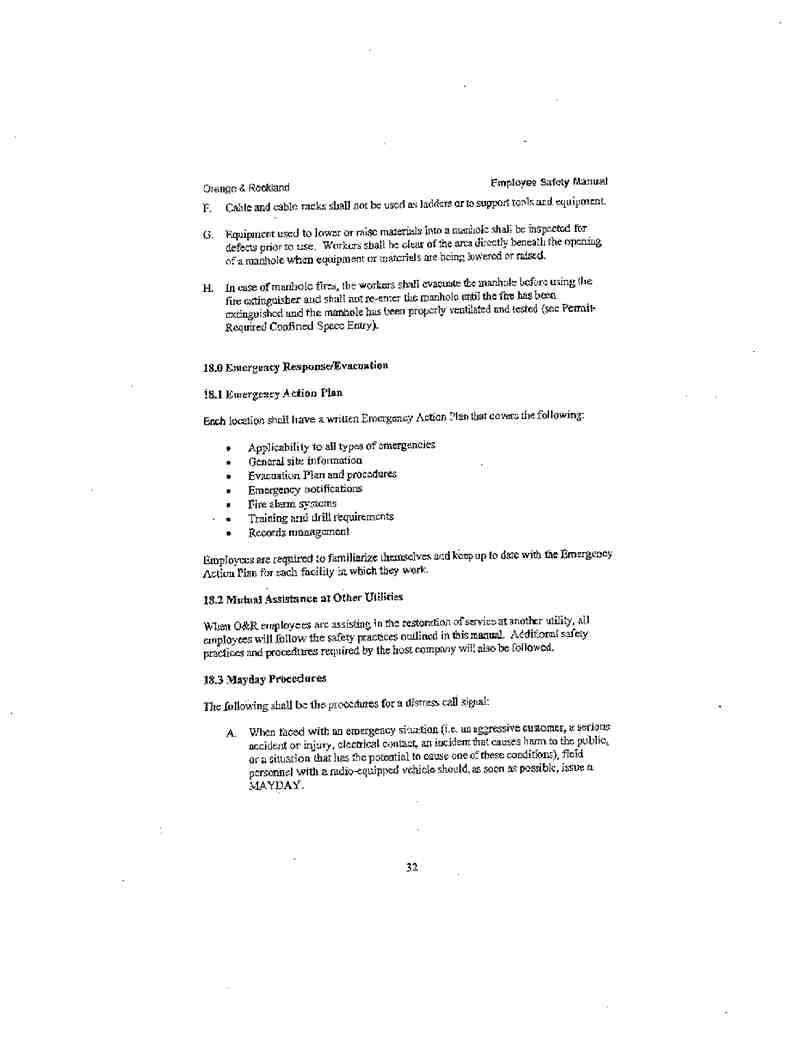 Orange & Rockland
Employee Safety Manual
F. Cable and cable racks shall not be used as ladders or to support tools and equipment.
G. Equipment used to lower or raise materials into a manhole shall be inspected for
defects prior to use. Workers shall be clear of the area directly beneath the opening
of a manhole when equipment or materials are being lowered or raised.
H. In case of manhole fires, the workers shall evacuate the manhole before using the
fire extinguisher and shall not re-enter the manhole until the fire has been
extinguished and the manhole has been properly ventilated and tested (see Permit-
Required Confined Space Entry).
18.0 Emergency Response/Evacuation
18.1 Emergency Action Plan
Each location shall have a written Emergency Action Plan that covers the following:
• Applicability to all types of emergencies
• General site information
• Evacuation Plan and procedures
• Emergency notifications
• Fire alarm systems
• Training and drill requirements
• Records management
Employees are required to familiarize themselves and keep up to date with the Emergency
Action Plan for each facility in which they work.
18.2 Mutual Assistance at Other Utilities
When O&R employees are assisting in the restoration of service at another utility, all
employees will follow the safety practices outlined in this manual. Additional safety
practices and procedures required by the host company will also be followed.
18.3 Mayday Procedures
The following shall be the procedures for a distress call signal:
A. When faced with an emergency situation (i.e. an aggressive customer, a serious
accident or injury, electrical contact, an incident that causes harm to the public,
or a situation that has the potential to cause one of these conditions), field
personnel with a radio-equipped vehicle should, as soon as possible, issue a
MAYDAY.
32